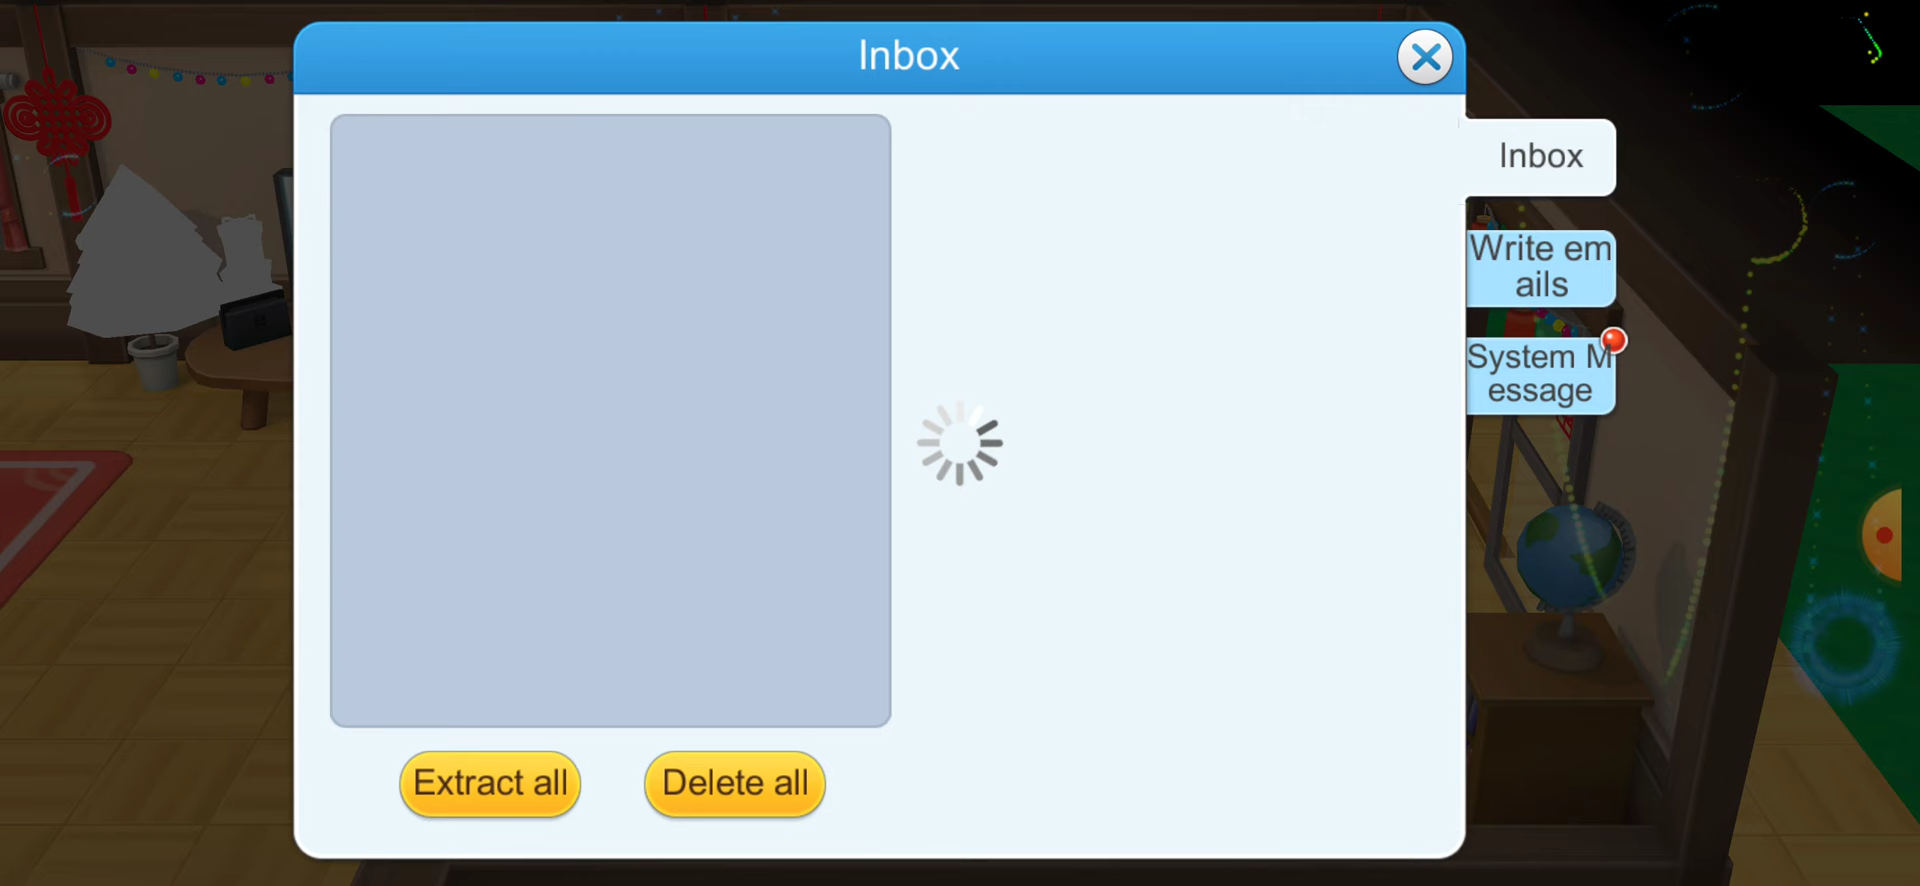 Inbox
Inbox
Write em
ails
System M
essage
Extract all
Delete all